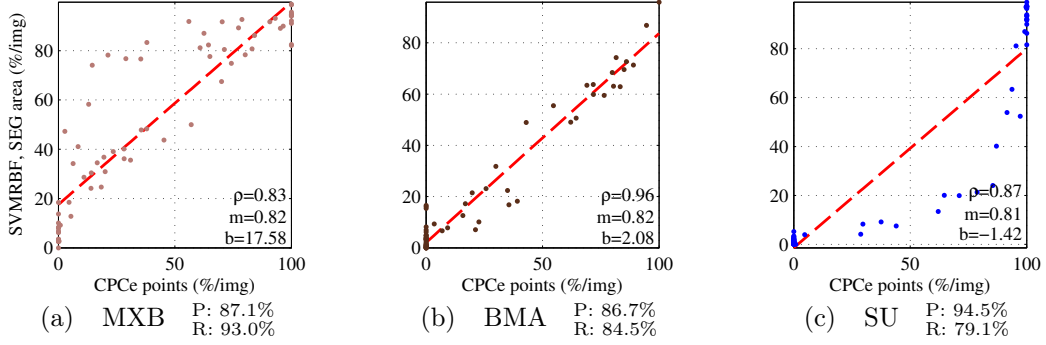 SVMRBF, SEG area (%/img)
80
60
40
20
0
0
50
100
ρ=0.83
m=0.82
b=17.58
CPCe points (%/img)
(a) MXB P: 87.1%
R: 93.0%
80
60
40
20
0
0
50
100
ρ=0.96
m=0.82
b=2.08
CPCe points (%/img)
(b) BMA P: 86.7%
R: 84.5%
80
60
40
20
0
0
50
100
ρ=0.87
m=0.81
b=−1.42
CPCe points (%/img)
(c) SU P: 94.5%
R: 79.1%